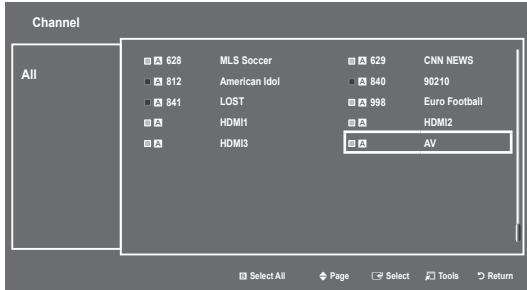 Channel
All
A 628 MLS Soccer A 629 CNN NEWS
A 812 American Idol A 840 90210
A 841 LOST A 998 Euro Football
A HDMI1 A HDMI2
A HDMI3 A AV
Select All Page Select Tools Return